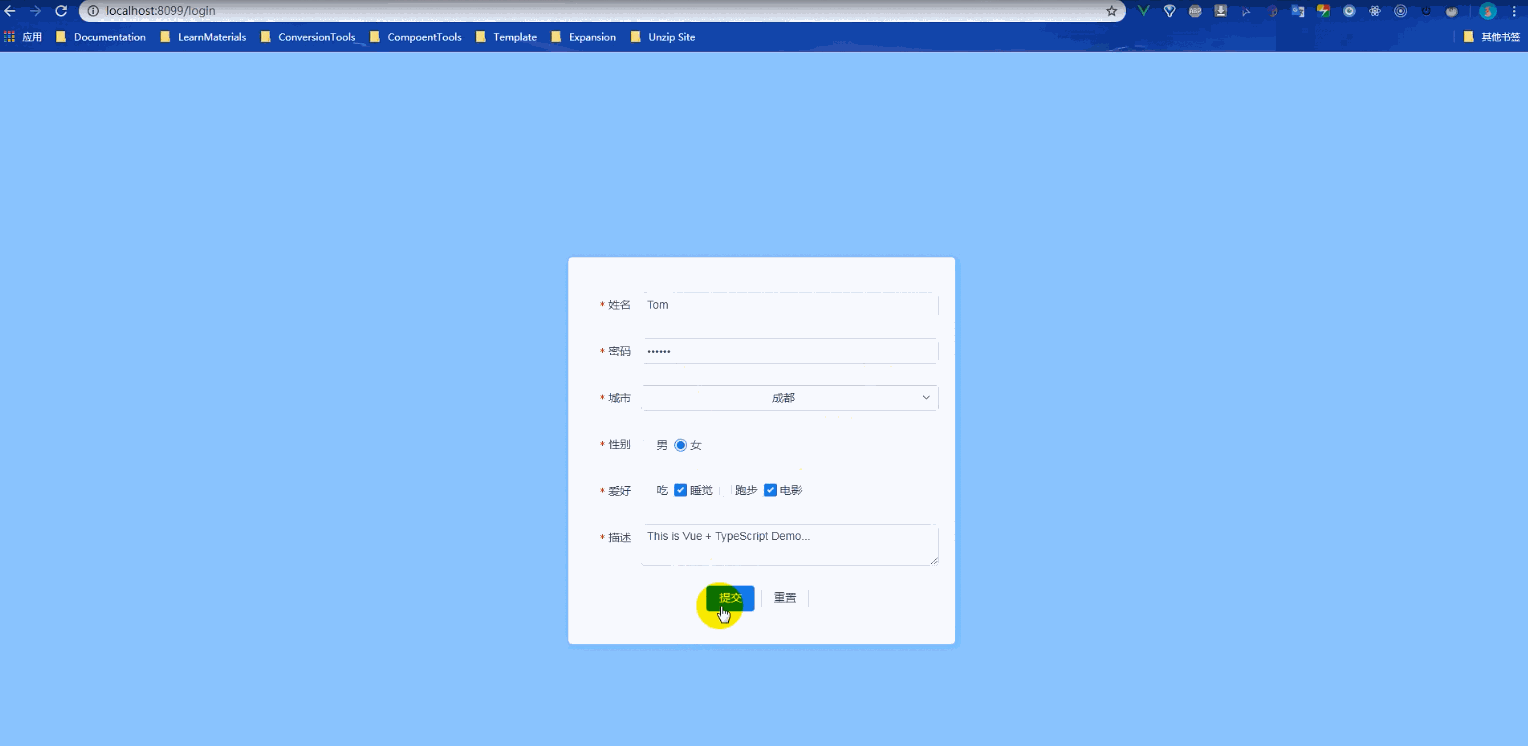 localhost:8099/login
应用 Documentation LearnMaterials ConversionTools CompoentTools Template Expansion Unzip Site 其他书签
* 姓名 Tom
* 密码 ••••••
* 城市 成都
* 性别 男 女
* 爱好 吃 睡觉 跑步 电影
* 描述 This is Vue + TypeScript Demo...
提交 重置